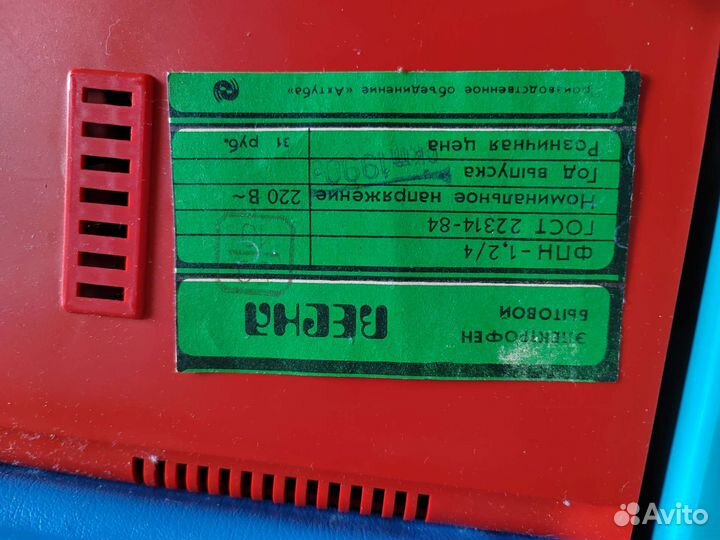 ЭЛЕКТРОФЕН
БЫТОВОЙ
ВЕСНА
ФПН-1,2/4
ГОСТ 22314-84
Номинальное напряжение 220 В ~
Год выпуска
Розничная цена 31 руб.
Производственное объединение «Ахтуба»
Avito